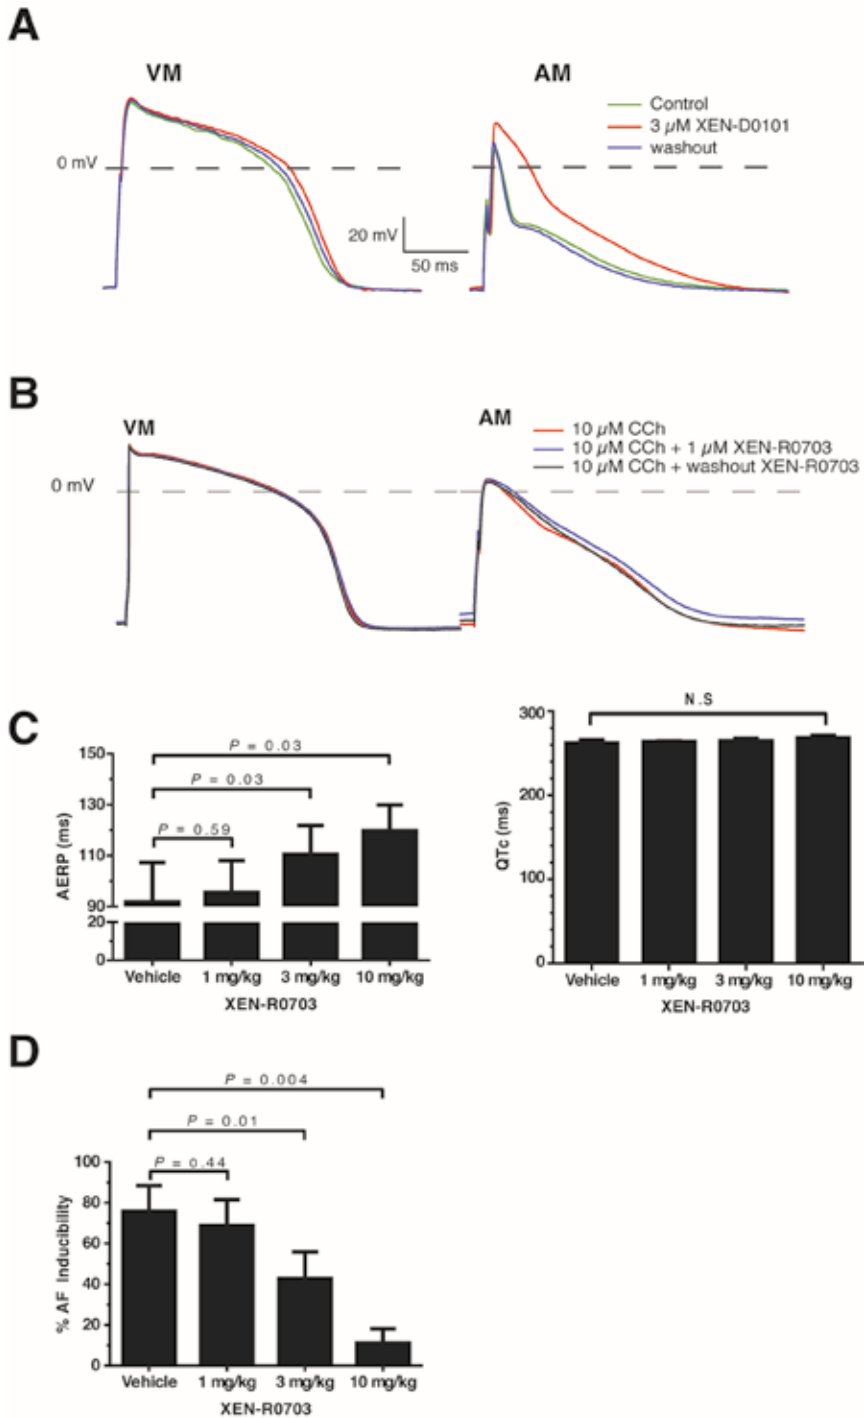 A
VM
AM
Control
3 µM XEN-D0101
washout
0 mV
20 mV
50 ms
B
VM
AM
10 µM CCh
10 µM CCh + 1 µM XEN-R0703
10 µM CCh + washout XEN-R0703
0 mV
C
P = 0.03
P = 0.03
P = 0.59
AERP (ms)
150
130
110
90
20
0
Vehicle 1 mg/kg 3 mg/kg 10 mg/kg
XEN-R0703
N.S
QTc (ms)
300
200
100
0
Vehicle 1 mg/kg 3 mg/kg 10 mg/kg
XEN-R0703
D
P = 0.004
P = 0.01
P = 0.44
% AF Inducibility
100
80
60
40
20
0
Vehicle 1 mg/kg 3 mg/kg 10 mg/kg
XEN-R0703